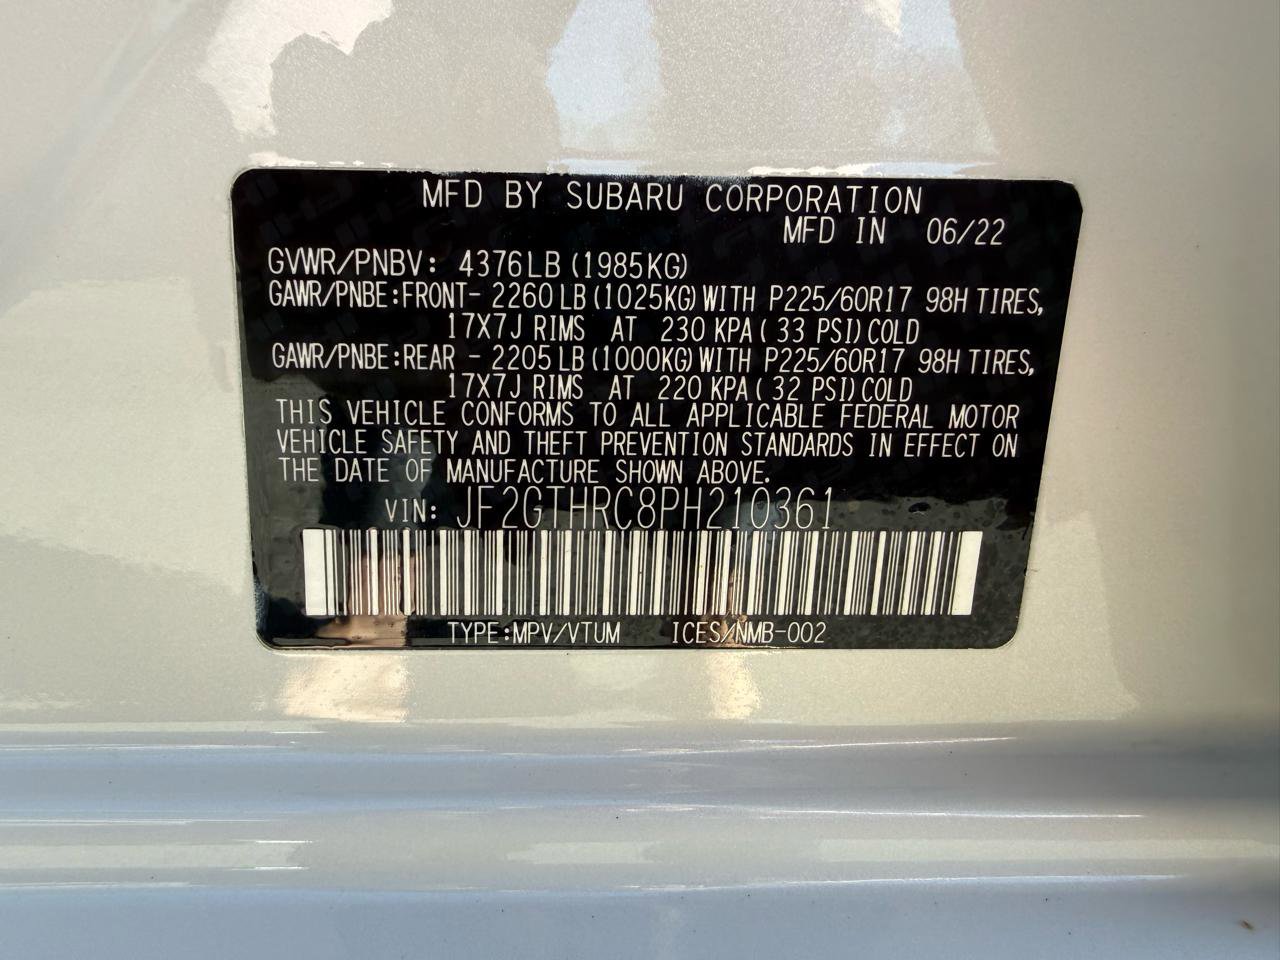 MFD BY SUBARU CORPORATION
MFD IN 06/22
GVWR/PNBV: 4376LB (1985KG)
GAWR/PNBE:FRONT- 2260 LB (1025KG) WITH P225/60R17 98H TIRES,
17X7J RIMS AT 230 KPA ( 33 PSI) COLD
GAWR/PNBE:REAR - 2205 LB (1000KG) WITH P225/60R17 98H TIRES,
17X7J RIMS AT 220 KPA ( 32 PSI) COLD
THIS VEHICLE CONFORMS TO ALL APPLICABLE FEDERAL MOTOR
VEHICLE SAFETY AND THEFT PREVENTION STANDARDS IN EFFECT ON
THE DATE OF MANUFACTURE SHOWN ABOVE.
VIN: JF2GTHRC8PH210361
TYPE:MPV/VTUM ICES/NMB-002